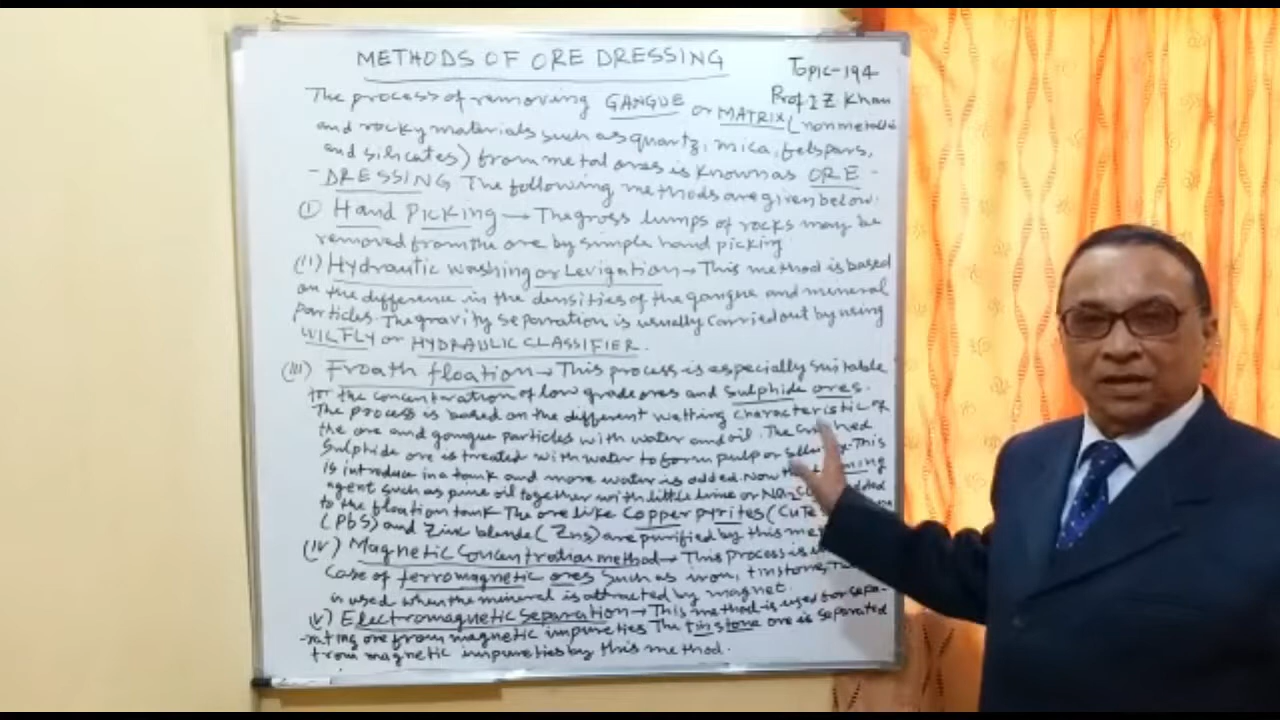 METHODS OF ORE DRESSING
Topic-194
Prof I Z Khan
The process of removing GANGUE or MATRIX (nonmetallic
and rocky materials such as quartz, mica, felspars,
and silicates) from metal ores is known as ORE-
-DRESSING The following methods are given below:
(I) Hand Picking → The gross lumps of rocks may be
removed from the ore by simple hand picking
(II) Hydraulic washing or Levigation → This method is based
on the difference in the densities of the gangue and mineral
particles. The gravity separation is usually carried out by using
WILFLY or HYDRAULIC CLASSIFIER.
(III) Froath floation → This process is especially suitable
for the concentration of low grade ores and sulphide ores.
The process is based on the different wetting characteristic of
the ore and gangue particles with water and oil. The crushed
sulphide ore is treated with water to form pulp or slurry. This
is introduce in a tank and more water is added. Now the
agent such as pine oil together with little lime or added
to the floation tank The ore like Copper pyrites
(PbS) and Zink blende (ZnS) are purified by this
(IV) Magnetic Concentration method → This process is
case of ferromagnetic ores such as iron, tinstone,
is used when the mineral is attracted by magnet.
(V) Electromagnetic Separation → This method is used for sepa-
-rating ore from magnetic impureties The tinstone ore is separated
from magnetic impureties by this method.